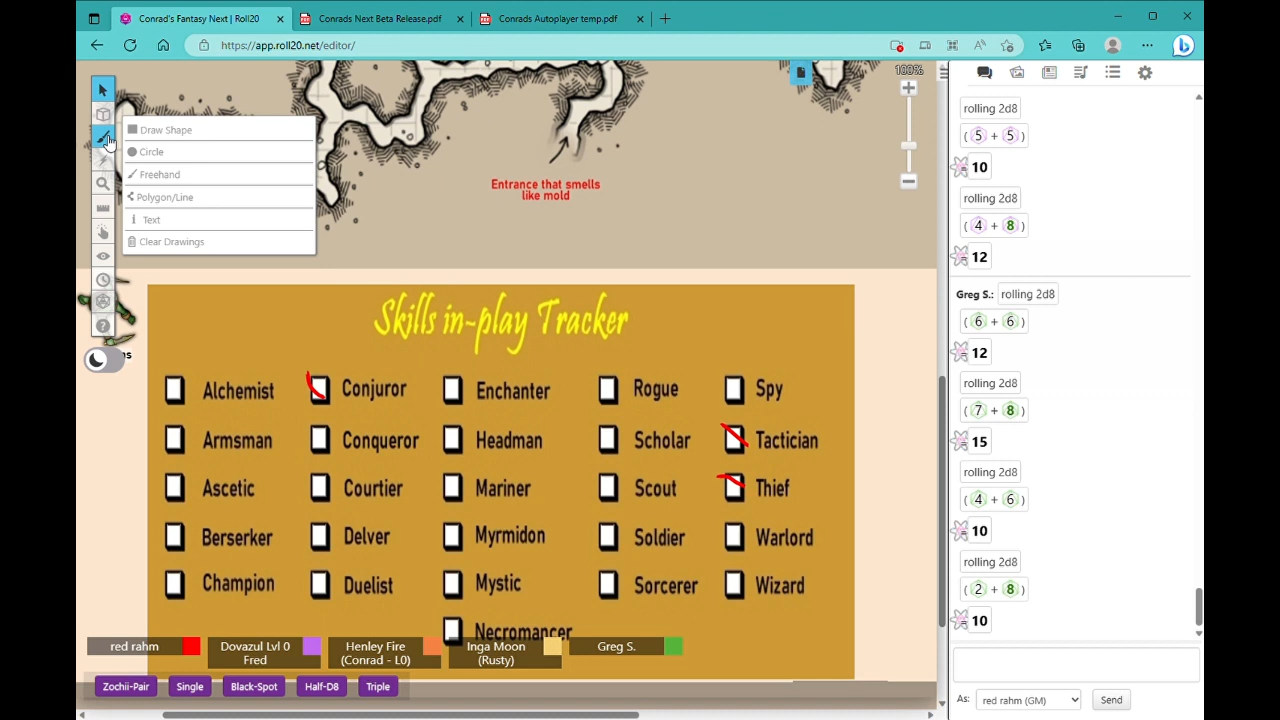 Conrad's Fantasy Next | Roll20
Conrads Next Beta Release.pdf
Conrads Autoplayer temp.pdf
https://app.roll20.net/editor/
100%
Draw Shape
Circle
Freehand
Polygon/Line
Text
Clear Drawings
Entrance that smells
like mold
Skills in-play Tracker
Alchemist Conjuror Enchanter Rogue Spy
Armsman Conqueror Headman Scholar Tactician
Ascetic Courtier Mariner Scout Thief
Berserker Delver Myrmidon Soldier Warlord
Champion Duelist Mystic Sorcerer Wizard
Necromancer
red rahm
Dovazul Lvl 0
Fred
Henley Fire
(Conrad - L0)
Inga Moon
(Rusty)
Greg S.
Zochii-Pair Single Black-Spot Half-D8 Triple
rolling 2d8
(5 + 5)
=10
rolling 2d8
(4 + 8)
=12
Greg S.: rolling 2d8
(6 + 6)
=12
rolling 2d8
(7 + 8)
=15
rolling 2d8
(4 + 6)
=10
rolling 2d8
(2 + 8)
=10
As: red rahm (GM) Send